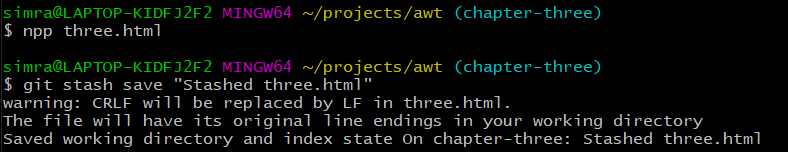 simra@LAPTOP-KIDFJ2F2 MINGW64 ~/projects/awt (chapter-three)
$ npp three.html
simra@LAPTOP-KIDFJ2F2 MINGW64 ~/projects/awt (chapter-three)
$ git stash save "Stashed three.html"
warning: CRLF will be replaced by LF in three.html.
The file will have its original line endings in your working directory
Saved working directory and index state On chapter-three: Stashed three.html